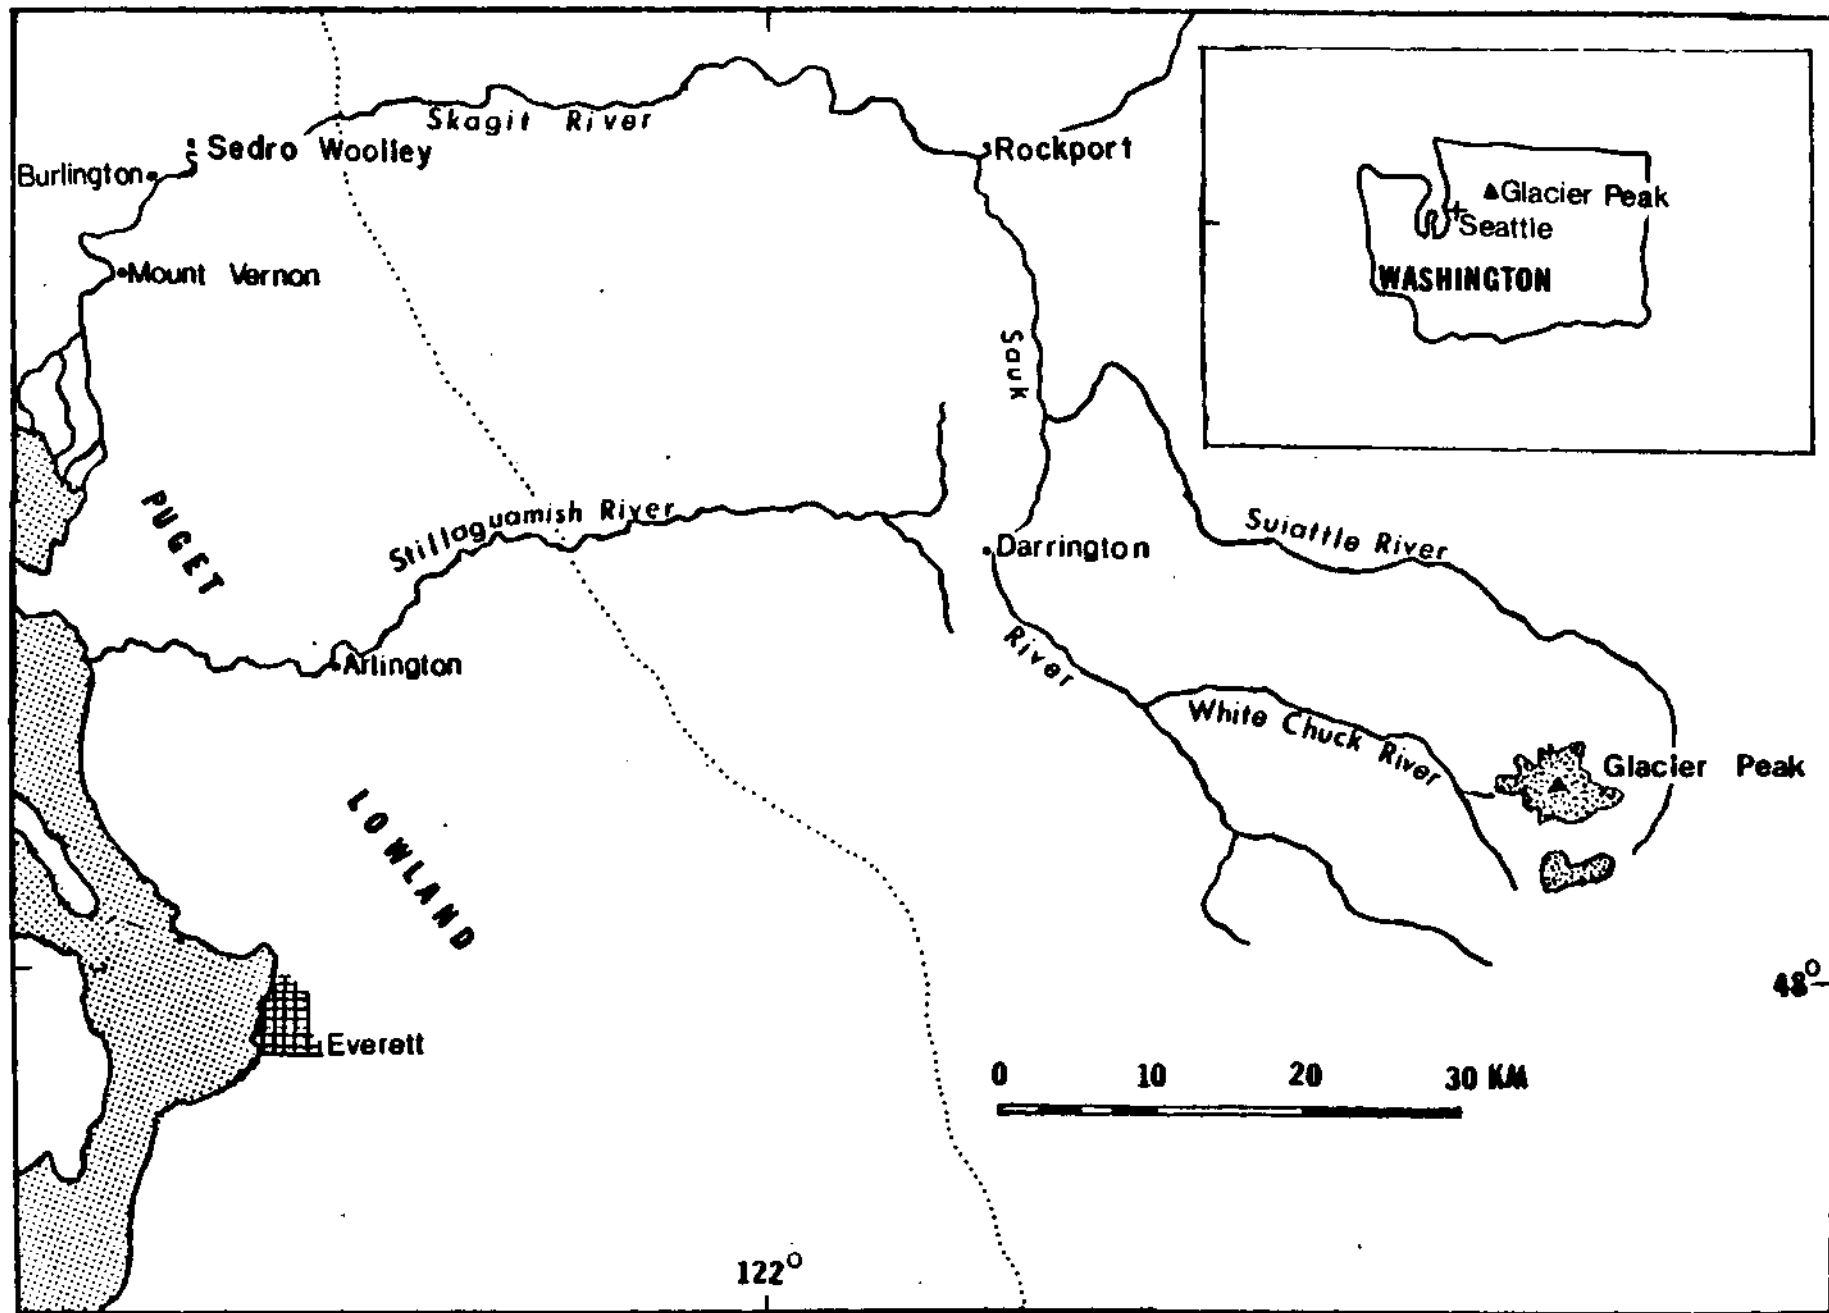 Skagit River
Sedro Woolley
Burlington
Rockport
Mount Vernon
Glacier Peak
Seattle
WASHINGTON
Sauk
River
PUGET
LOWLAND
Stillaguamish River
Suiattle River
Darrington
Arlington
White Chuck River
Glacier Peak
48°
Everett
0 10 20 30 KM
122°